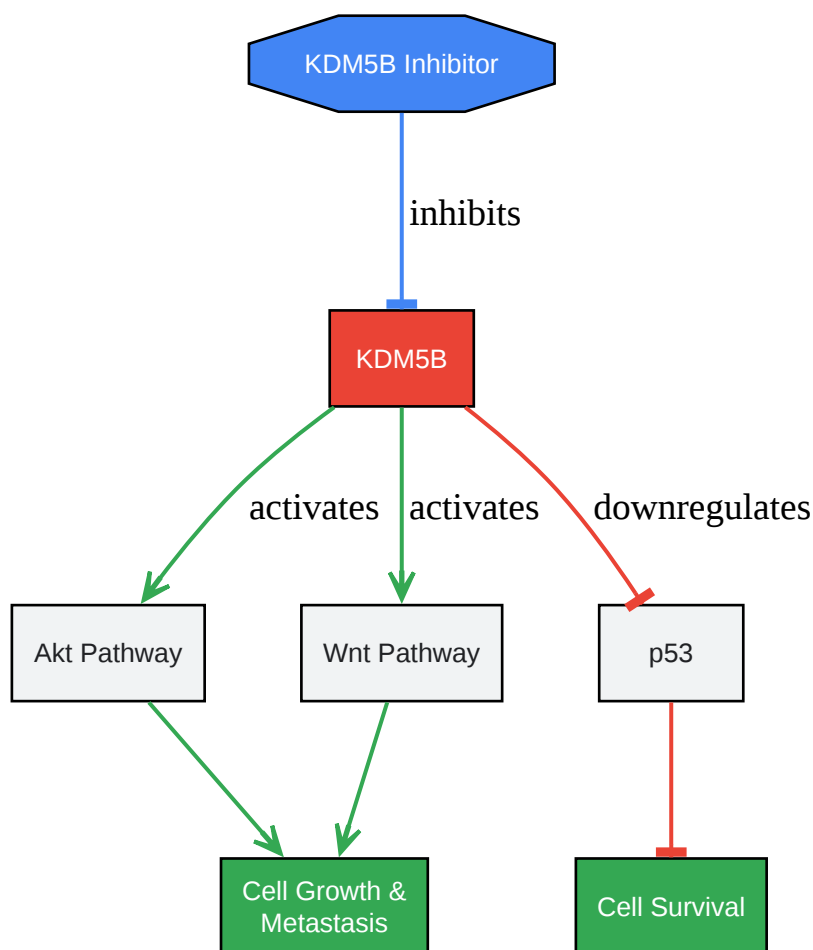 KDM5B Inhibitor
inhibits
KDM5B
activates
activates
downregulates
Akt Pathway
Wnt Pathway
p53
Cell Growth &
Metastasis
Cell Survival